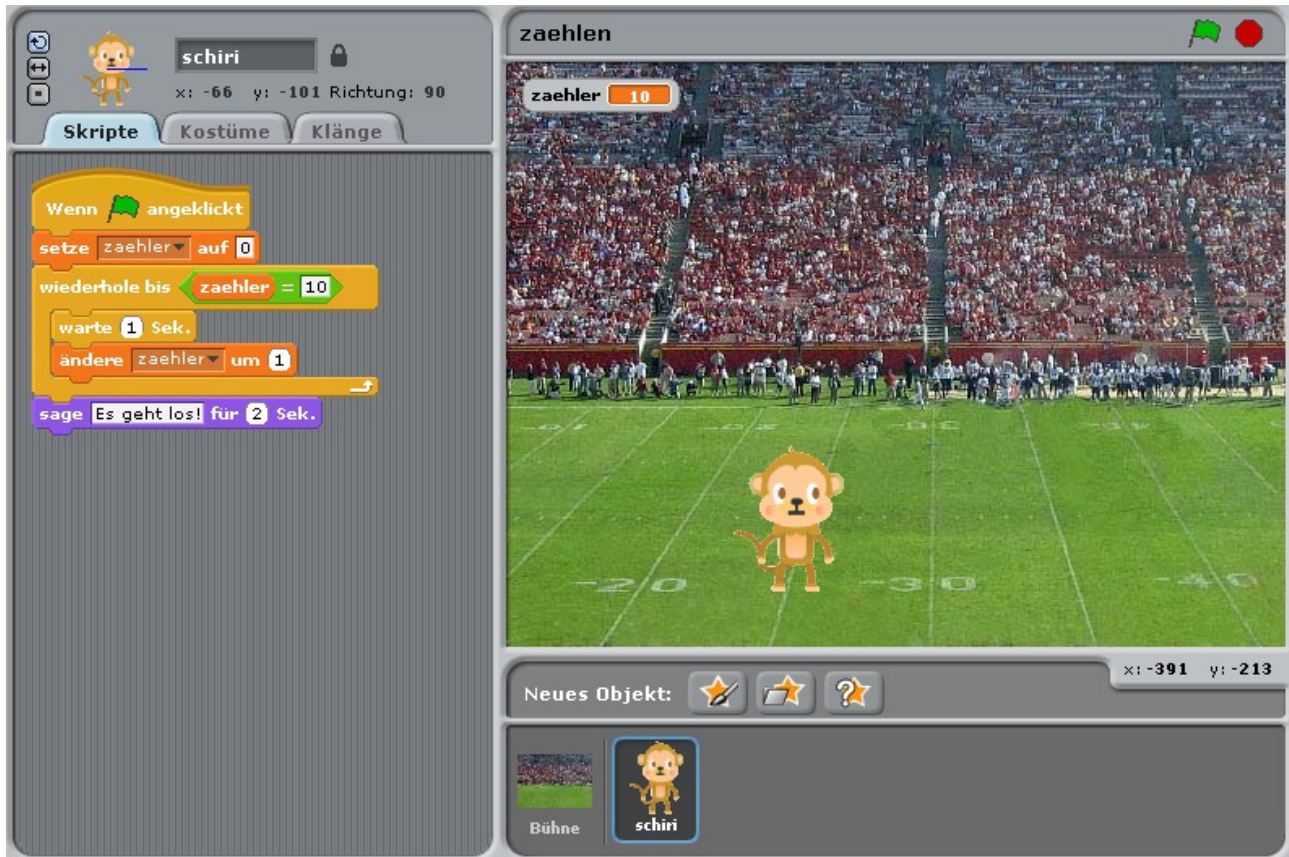 schiri
x: -66 y: -101 Richtung: 90
Skripte Kostüme Klänge
Wenn angeklickt
setze zaehler auf 0
wiederhole bis zaehler = 10
warte 1 Sek.
ändere zaehler um 1
sage Es geht los! für 2 Sek.
zaehlen
zaehler 10
-20 -30 -40
x: -391 y: -213
Neues Objekt:
Bühne
schiri